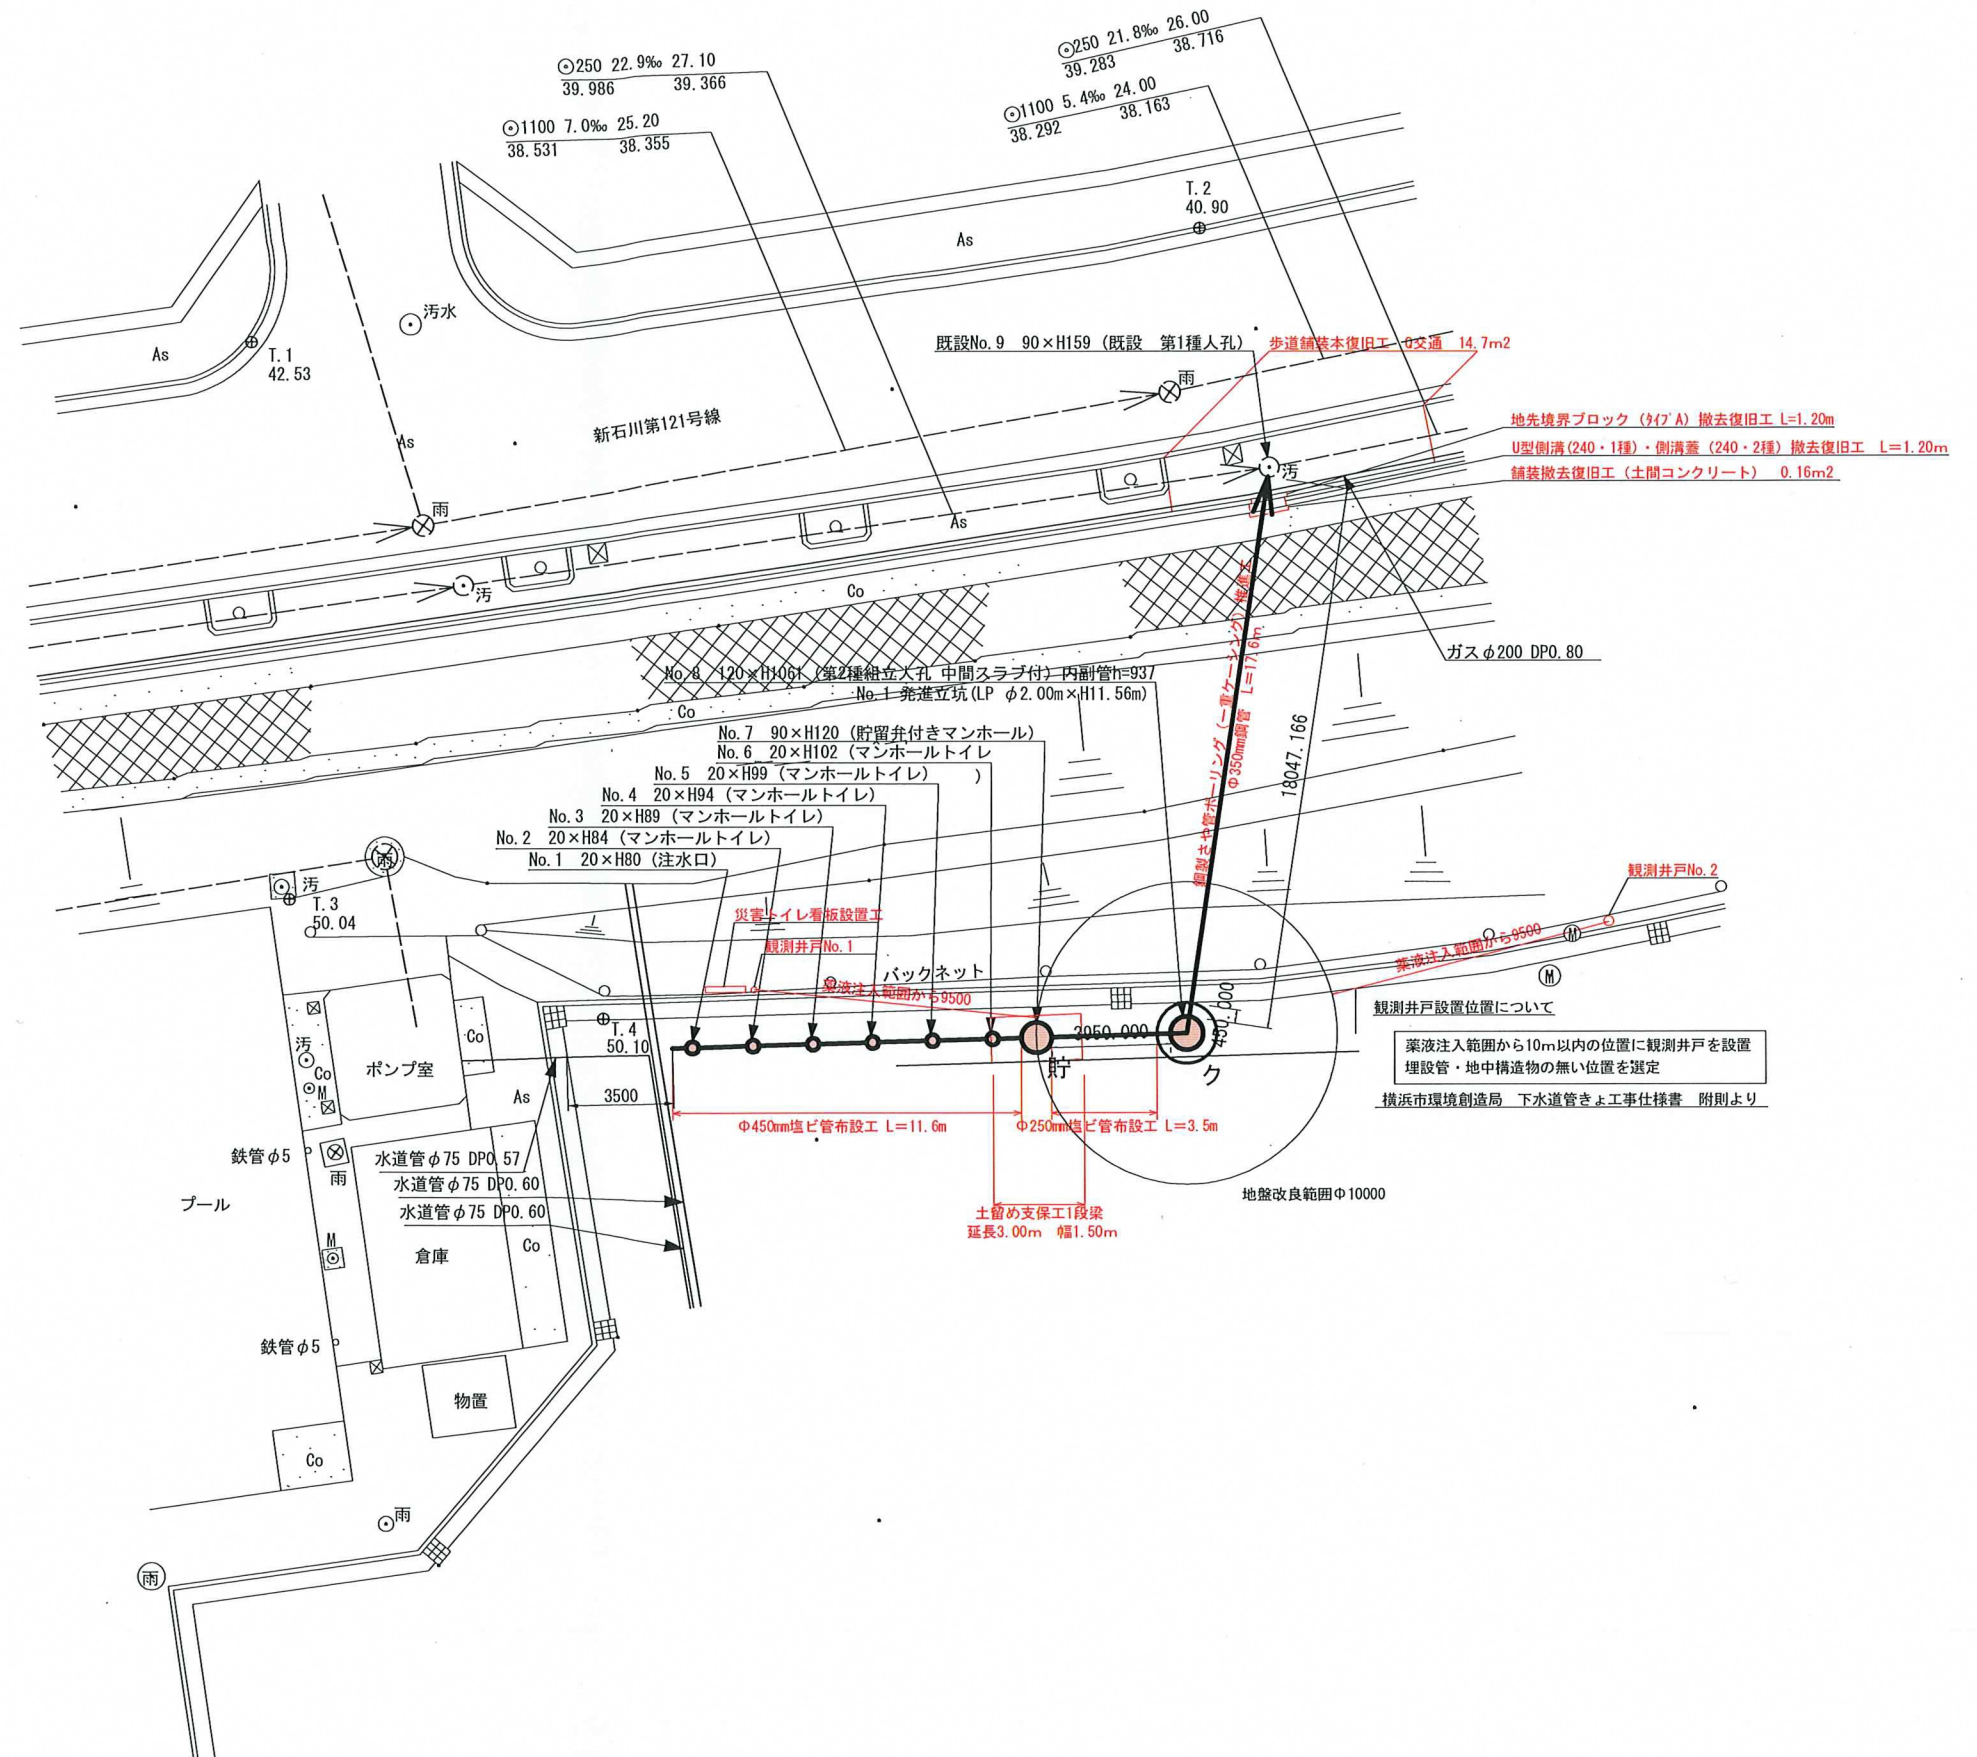 ⊙250 22.9‰ 27.10
39.986 39.366
⊙1100 7.0‰ 25.20
38.531 38.355
⊙250 21.8‰ 26.00
39.283 38.716
⊙1100 5.4‰ 24.00
38.292 38.163
T.2
40.90
As
汚水
As
T.1
42.53
As
新石川第121号線
雨
既設No.9 90×H159（既設 第1種人孔）
歩道舗装本復旧工 Q交通 14.7m2
地先境界ブロック（ﾀｲﾌﾟA）撤去復旧工 L=1.20m
U型側溝(240・1種)・側溝蓋（240・2種）撤去復旧工 L＝1.20m
舗装撤去復旧工（土間コンクリート） 0.16m2
汚
雨
As
汚
Co
ガスφ200 DP0.80
鋼製さや管ボーリング（一重ケーシング）推進工
Φ350mm鋼管 L=17.6m
18047.166
No.8 120×H1061（第2種組立人孔 中間スラブ付）内副管h=937
No.1 発進立坑(LP φ2.00m×H11.56m)
Co
No.7 90×H120（貯留弁付きマンホール）
No.6 20×H102（マンホールトイレ
）
No.5 20×H99（マンホールトイレ）
No.4 20×H94（マンホールトイレ）
No.3 20×H89（マンホールトイレ）
No.2 20×H84（マンホールトイレ）
No.1 20×H80（注水口）
雨
汚
T.3
50.04
災害トイレ看板設置工
観測井戸No.1
観測井戸No.2
薬液注入範囲から9500
バックネット
薬液注入範囲から9500
M
M
観測井戸設置位置について
薬液注入範囲から10m以内の位置に観測井戸を設置
埋設管・地中構造物の無い位置を選定
横浜市環境創造局 下水道管きょ工事仕様書 附則より
T.4
50.10
3050.000
450.000
貯
ク
Co
汚
Co
M
ポンプ室
As
3500
Φ450mm塩ビ管布設工 L＝11.6m
Φ250mm塩ビ管布設工 L＝3.5m
鉄管φ5
雨
水道管φ75 DP0.57
水道管φ75 DP0.60
水道管φ75 DP0.60
プール
地盤改良範囲Φ10000
土留め支保工1段梁
延長3.00m 幅1.50m
M
倉庫
Co
鉄管φ5
物置
Co
雨
雨